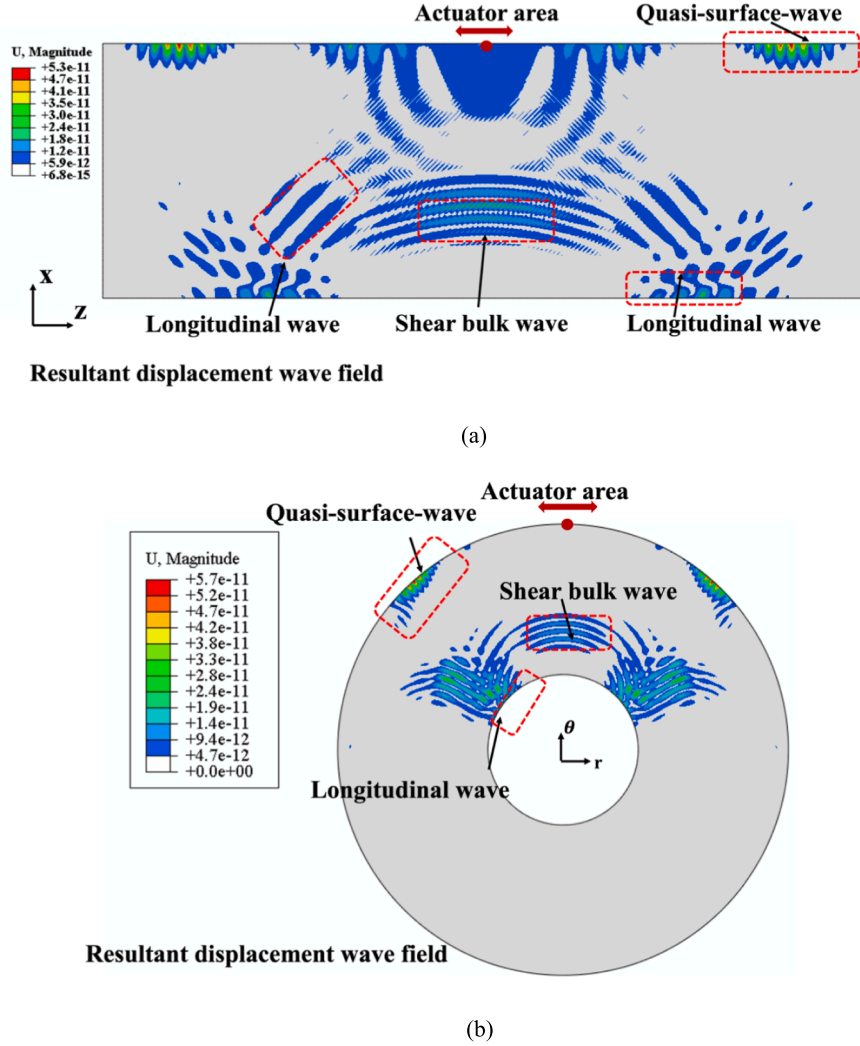 Actuator area
Quasi-surface-wave
U, Magnitude
+5.3e-11
+4.7e-11
+4.1e-11
+3.5e-11
+3.0e-11
+2.4e-11
+1.8e-11
+1.2e-11
+5.9e-12
+6.8e-15
x
z
Longitudinal wave
Shear bulk wave
Longitudinal wave
Resultant displacement wave field
(a)
Actuator area
Quasi-surface-wave
U, Magnitude
+5.7e-11
+5.2e-11
+4.7e-11
+4.2e-11
+3.8e-11
+3.3e-11
+2.8e-11
+2.4e-11
+1.9e-11
+1.4e-11
+9.4e-12
+4.7e-12
+0.0e+00
Shear bulk wave
θ
r
Longitudinal wave
Resultant displacement wave field
(b)